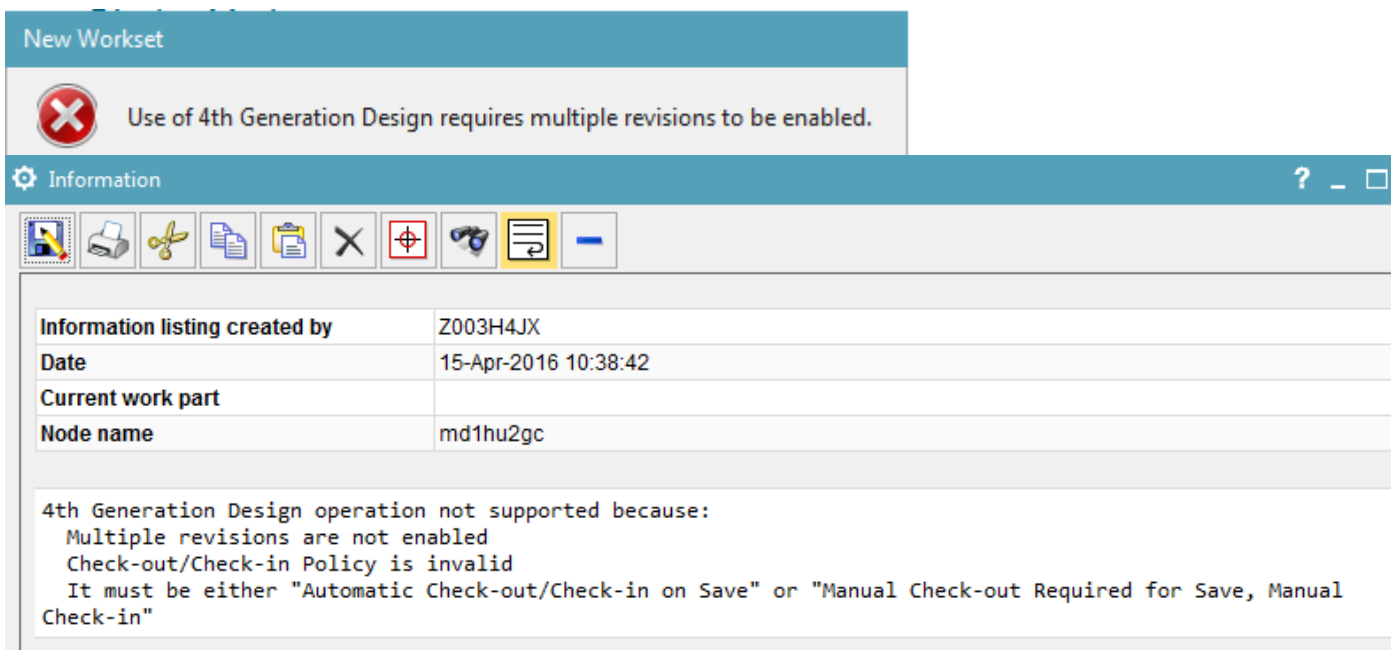 New Workset
Use of 4th Generation Design requires multiple revisions to be enabled.
Information
?
Information listing created by Z003H4JX
Date 15-Apr-2016 10:38:42
Current work part
Node name md1hu2gc
4th Generation Design operation not supported because:
Multiple revisions are not enabled
Check-out/Check-in Policy is invalid
It must be either "Automatic Check-out/Check-in on Save" or "Manual Check-out Required for Save, Manual
Check-in"